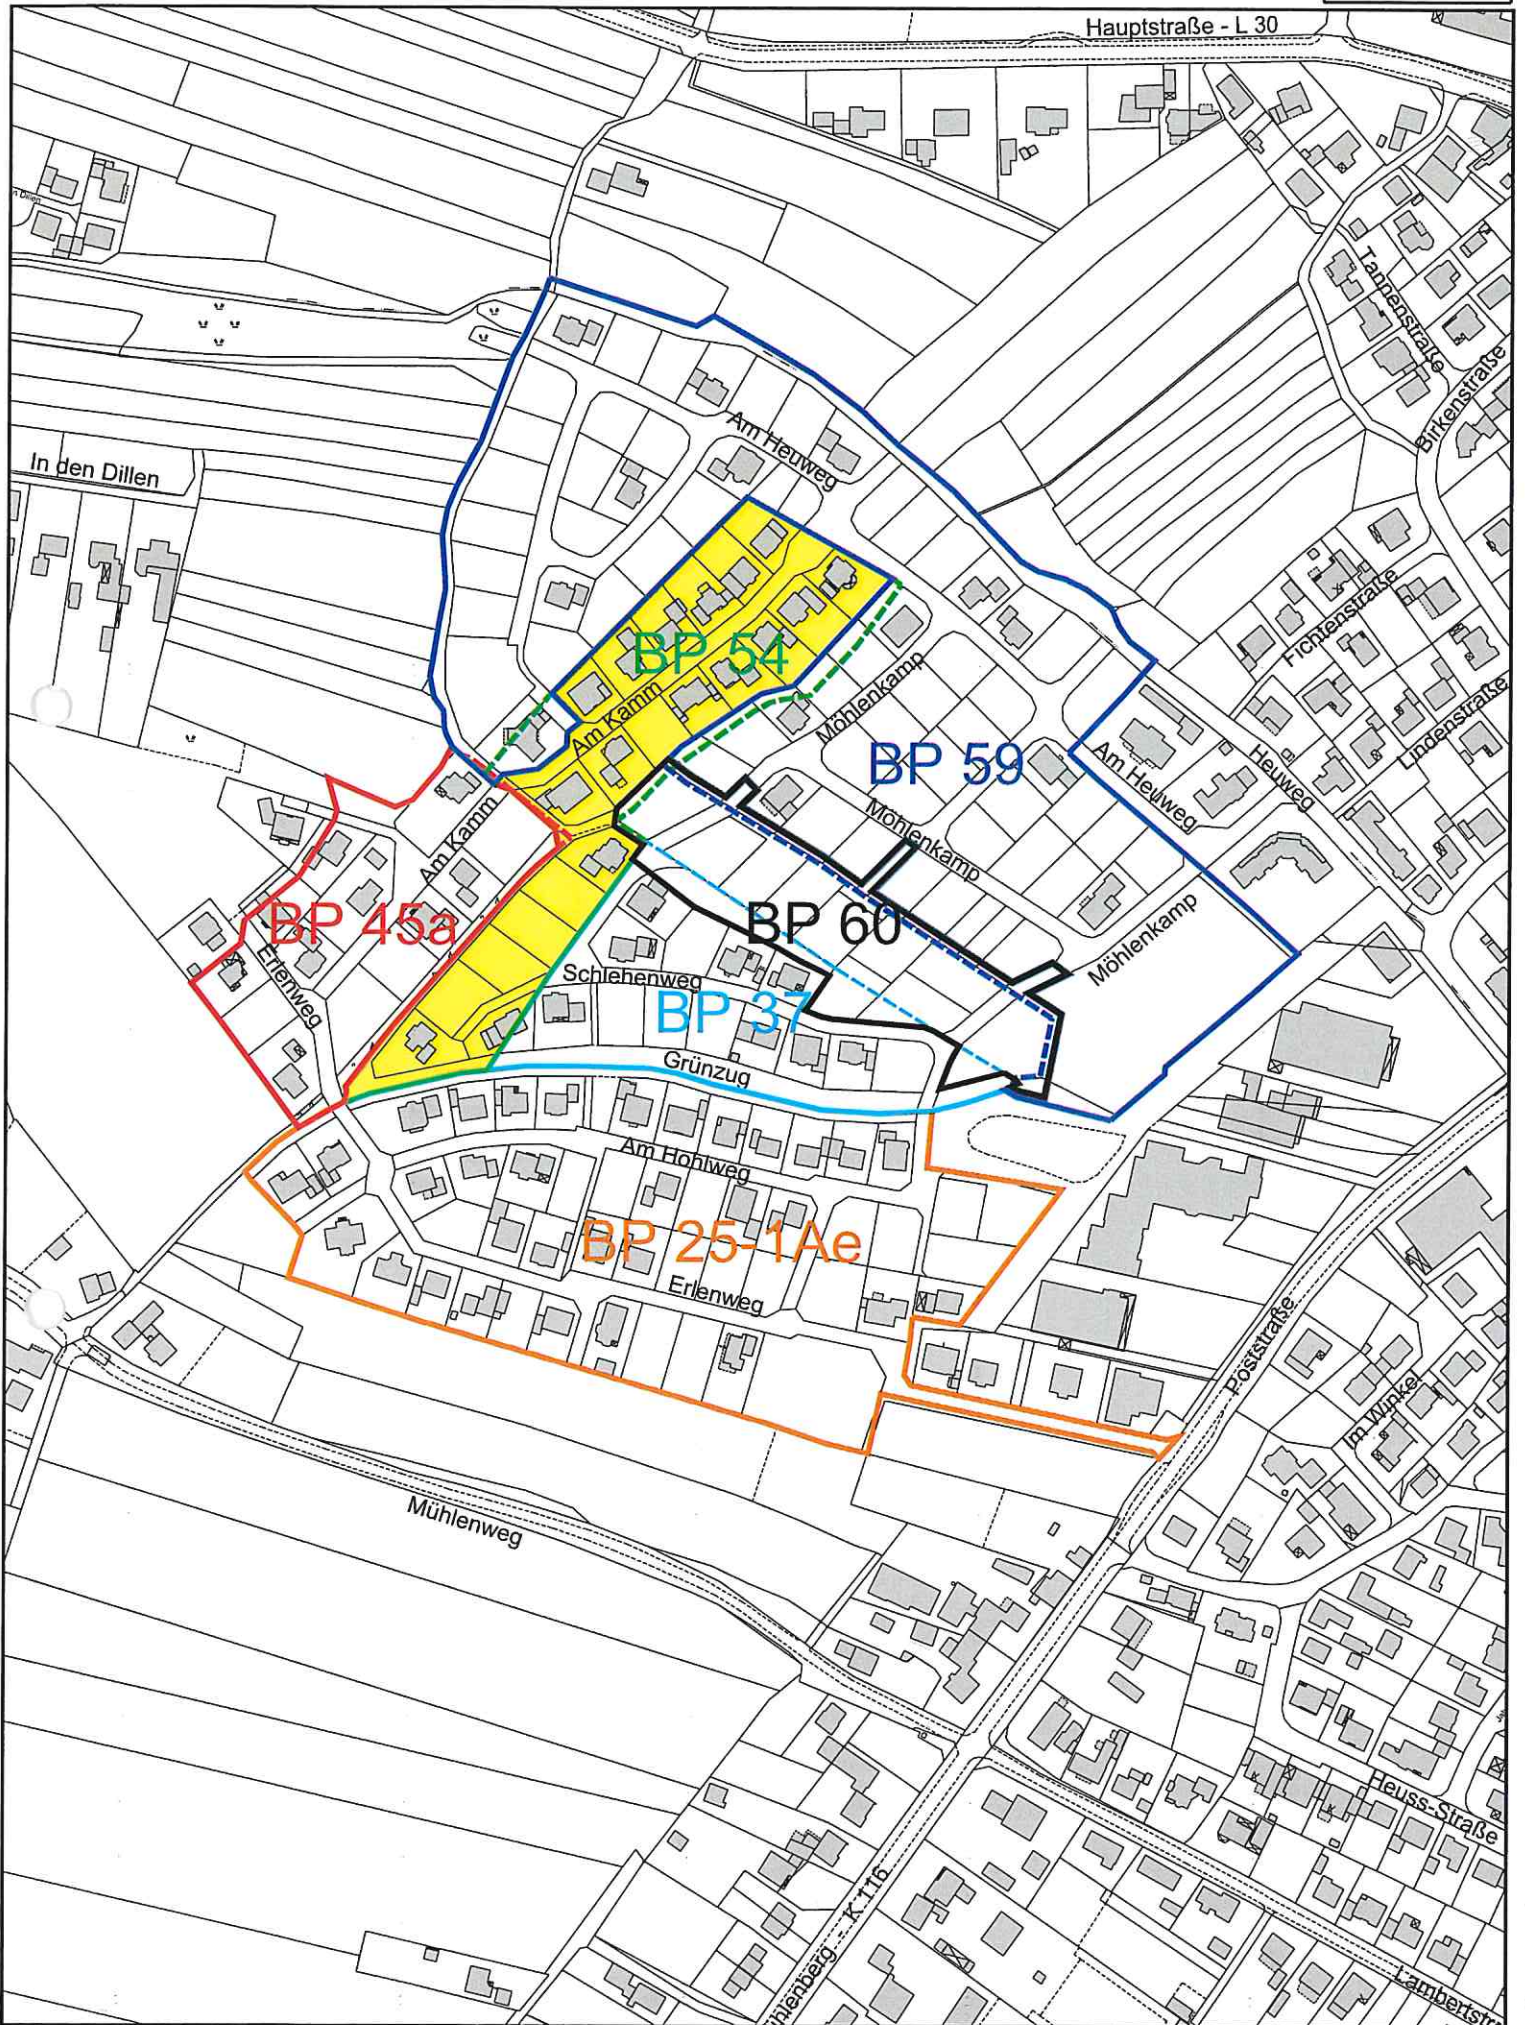 Hauptstraße - L 30
Tannenstraße
Birkenstraße
Am Heuweg
In den Dillen
Fichtenstraße
BP 54
Möhlenkamp
Am Kamm
Lindenstraße
BP 59
Am Heuweg
Heuweg
Möhlenkamp
Am Kamm
BP 45a
BP 60
Möhlenkamp
Erlenweg
Schlehenweg
BP 37
Grünzug
Am Hohlweg
BP 25-1Ae
Erlenweg
Poststraße
Im Winkel
Mühlenweg
Heuss-Straße
hlenberg - K 116
Lambertstr